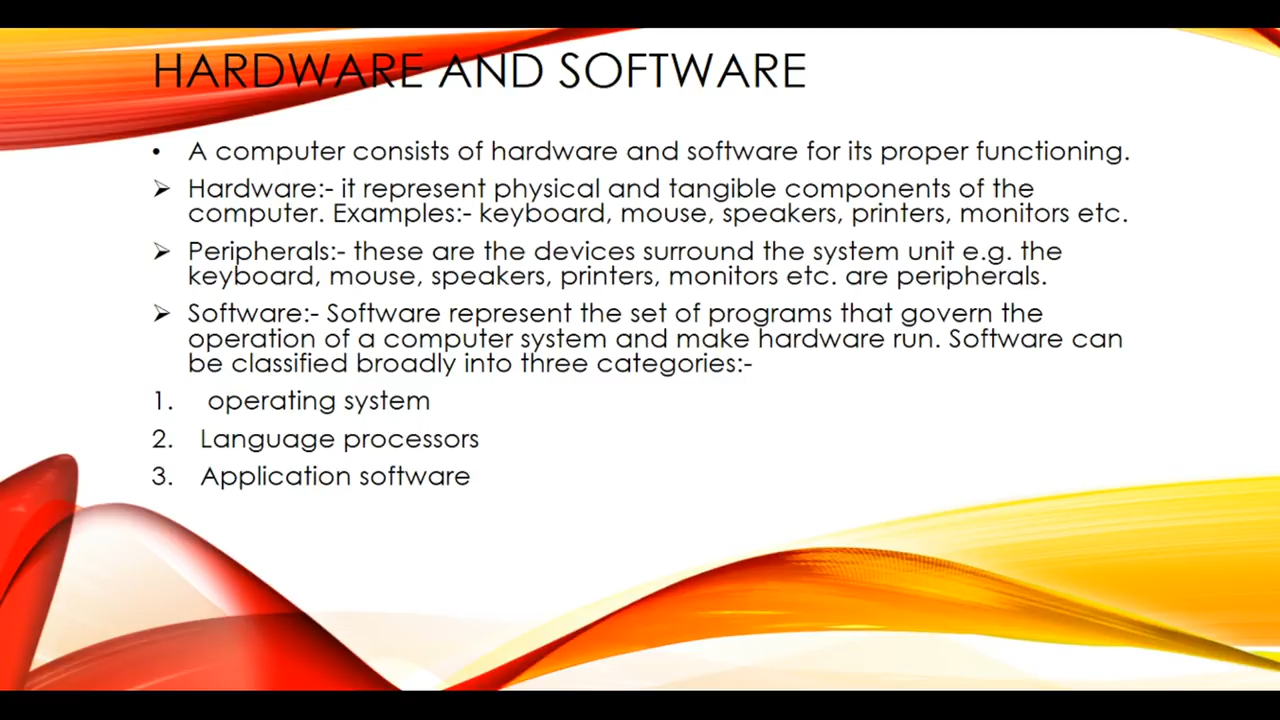 HARDWARE AND SOFTWARE
• A computer consists of hardware and software for its proper functioning.
➢ Hardware:- it represent physical and tangible components of the
computer. Examples:- keyboard, mouse, speakers, printers, monitors etc.
➢ Peripherals:- these are the devices surround the system unit e.g. the
keyboard, mouse, speakers, printers, monitors etc. are peripherals.
➢ Software:- Software represent the set of programs that govern the
operation of a computer system and make hardware run. Software can
be classified broadly into three categories:-
1. operating system
2. Language processors
3. Application software